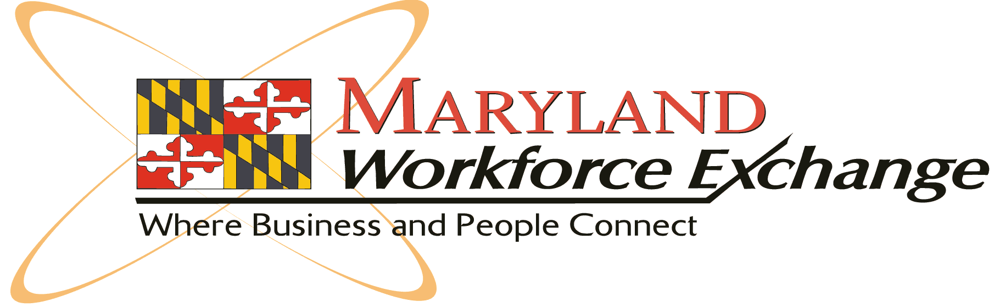 MARYLAND
Workforce Exchange
Where Business and People Connect